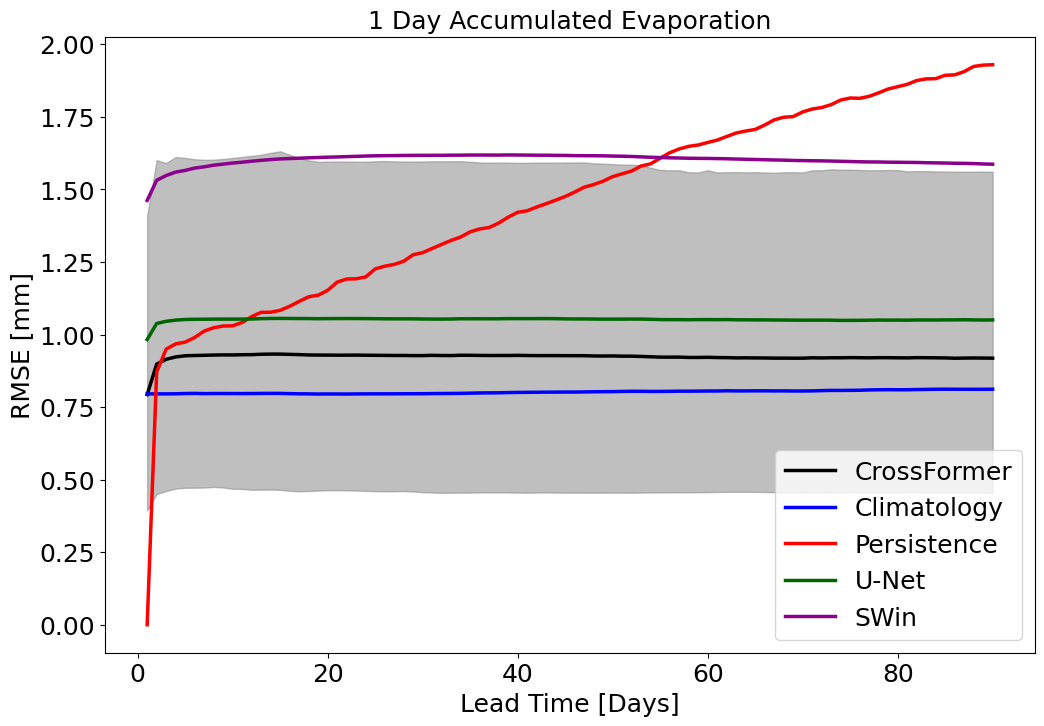 1 Day Accumulated Evaporation
RMSE [mm]
2.00
1.75
1.50
1.25
1.00
0.75
0.50
0.25
0.00
0 20 40 60 80
Lead Time [Days]
CrossFormer
Climatology
Persistence
U-Net
SWin